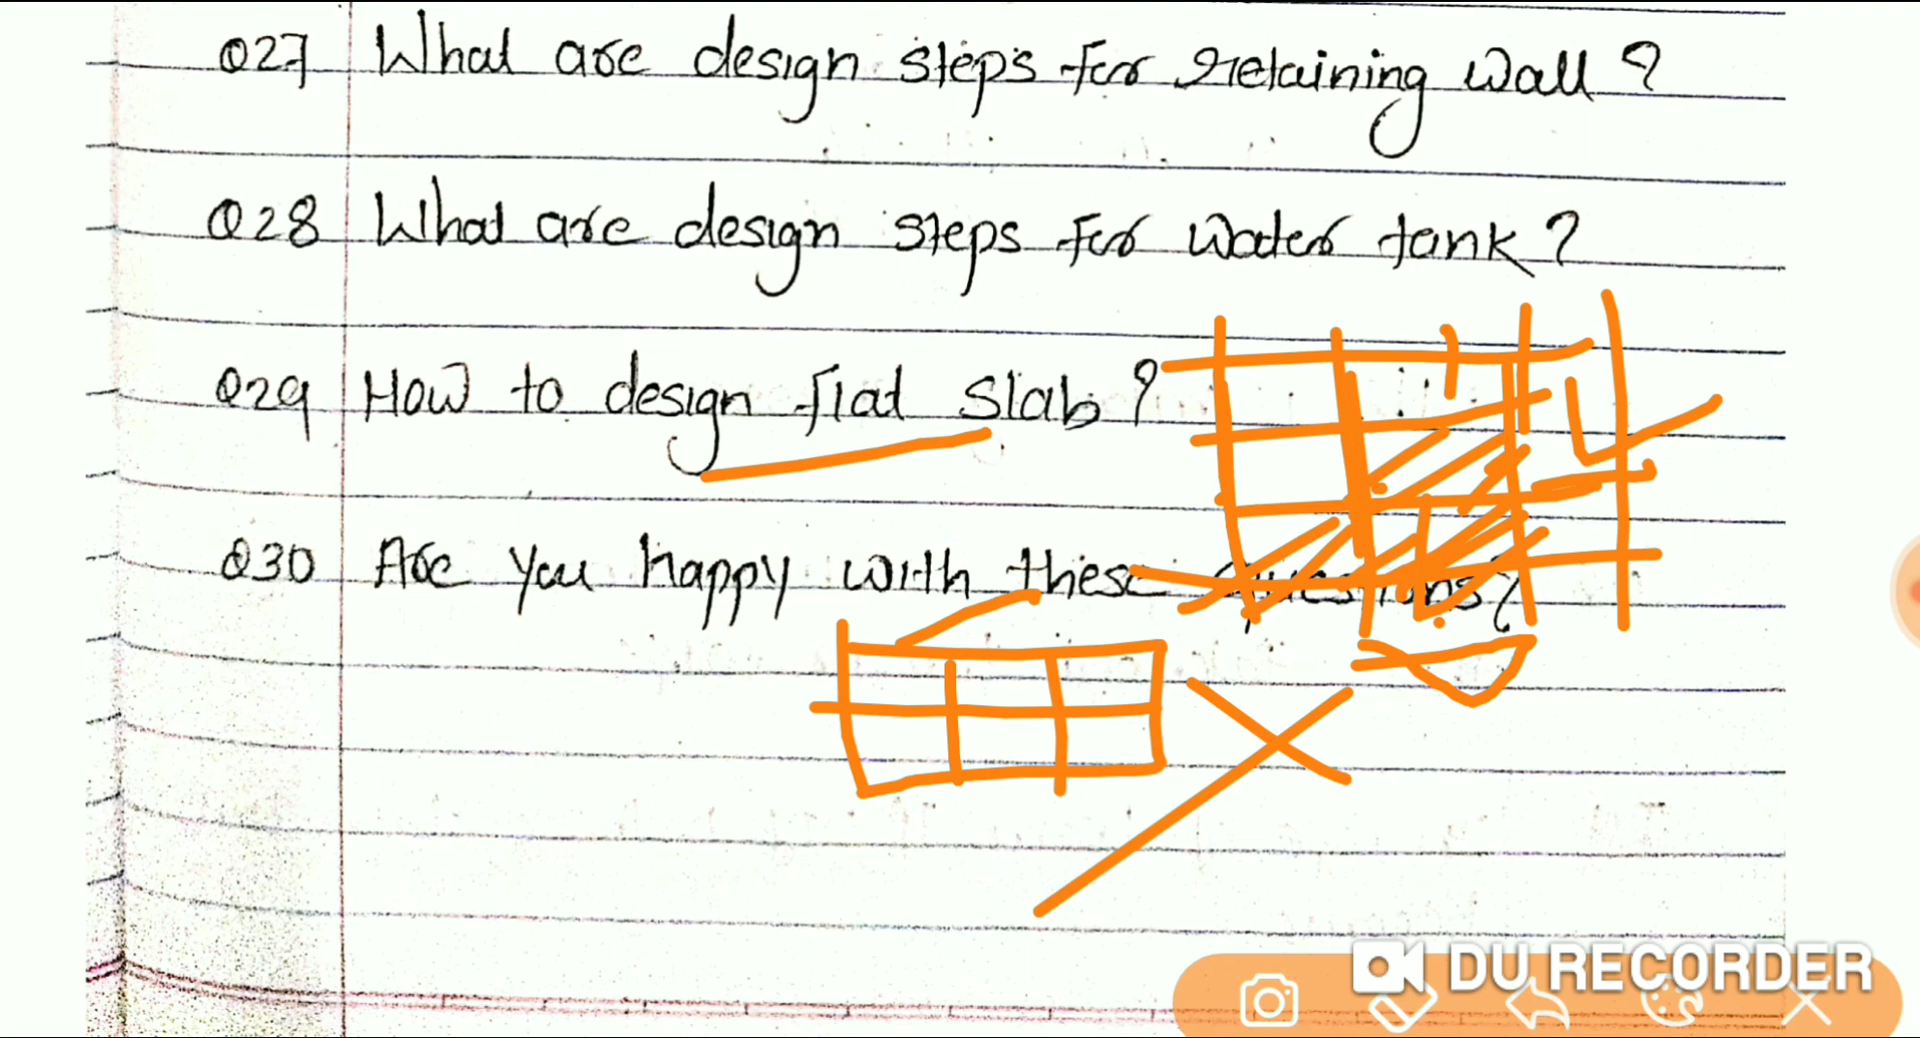 Q27 What are design steps for retaining wall ?
Q28 What are design steps for water tank ?
Q29 How to design flat slab ?
Q30 Are you happy with these questions ?
DU RECORDER